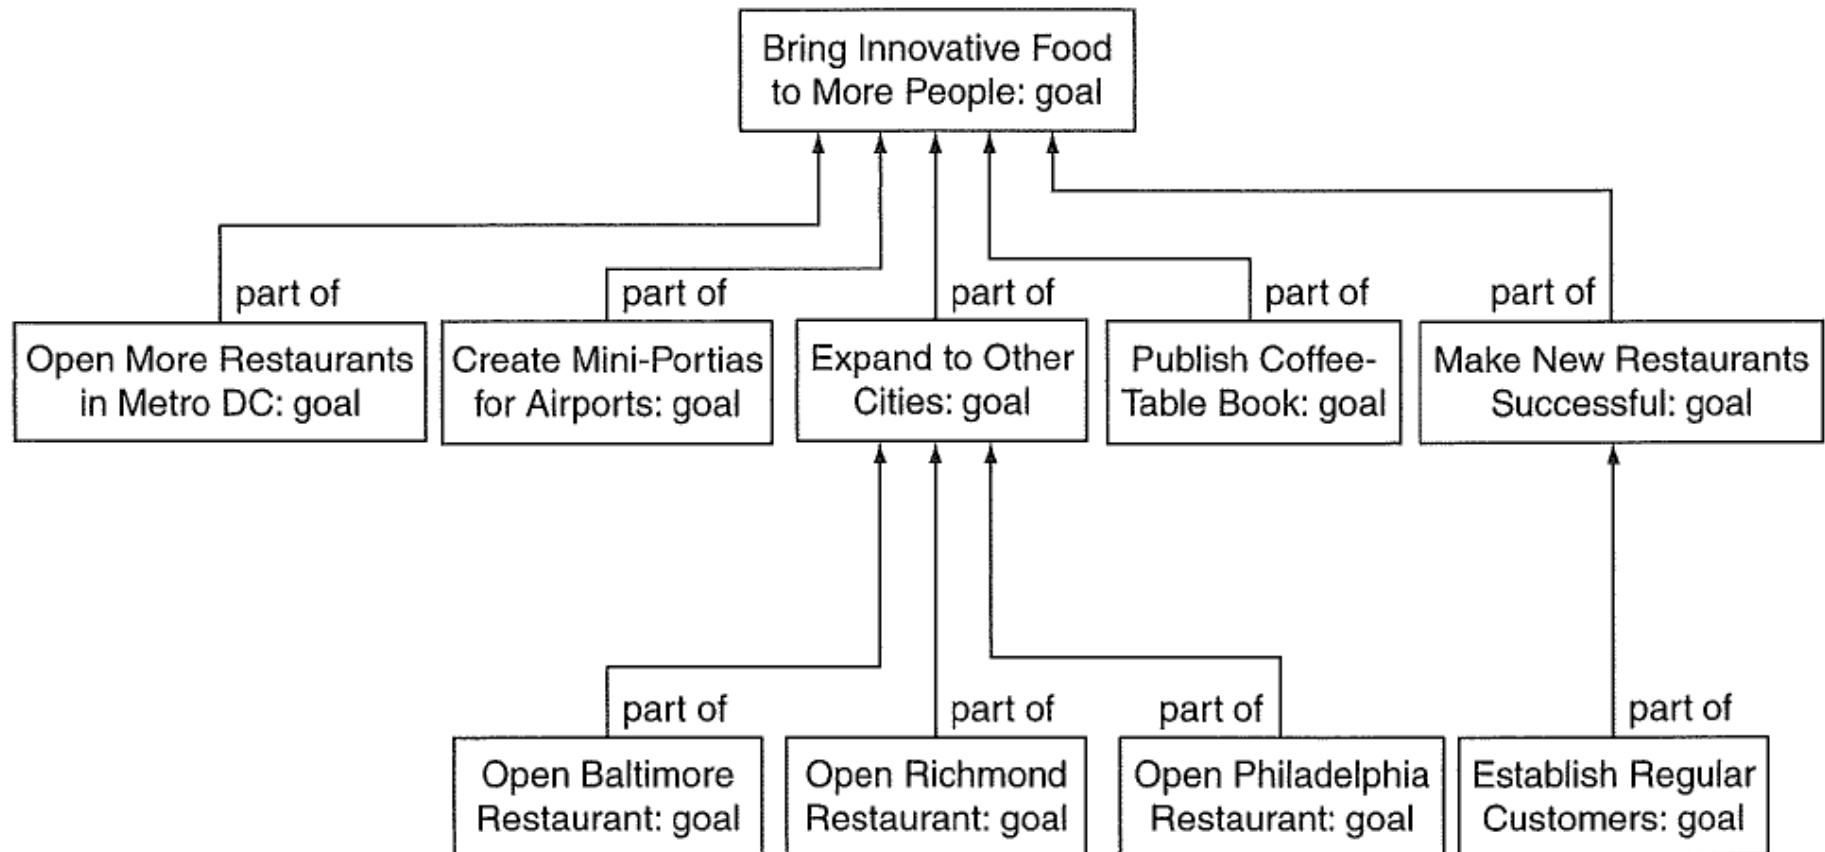 Bring Innovative Food
to More People: goal
part of
part of
part of
part of
part of
Open More Restaurants
in Metro DC: goal
Create Mini-Portias
for Airports: goal
Expand to Other
Cities: goal
Publish Coffee-
Table Book: goal
Make New Restaurants
Successful: goal
part of
part of
part of
part of
Open Baltimore
Restaurant: goal
Open Richmond
Restaurant: goal
Open Philadelphia
Restaurant: goal
Establish Regular
Customers: goal